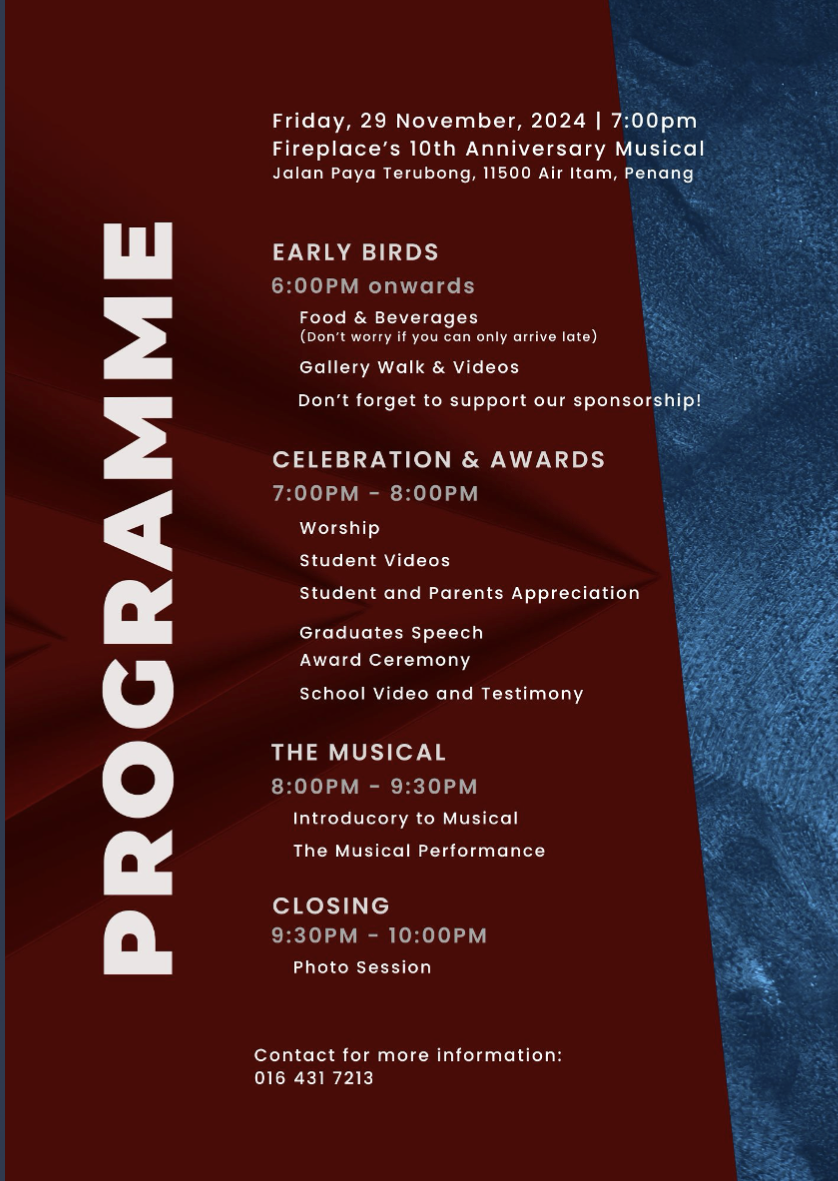 PROGRAMME
Friday, 29 November, 2024 | 7:00pm
Fireplace's 10th Anniversary Musical
Jalan Paya Terubong, 11500 Air Itam, Penang
EARLY BIRDS
6:00PM onwards
Food & Beverages
(Don't worry if you can only arrive late)
Gallery Walk & Videos
Don't forget to support our sponsorship!
CELEBRATION & AWARDS
7:00PM - 8:00PM
Worship
Student Videos
Student and Parents Appreciation
Graduates Speech
Award Ceremony
School Video and Testimony
THE MUSICAL
8:00PM - 9:30PM
Introducory to Musical
The Musical Performance
CLOSING
9:30PM - 10:00PM
Photo Session
Contact for more information:
016 431 7213